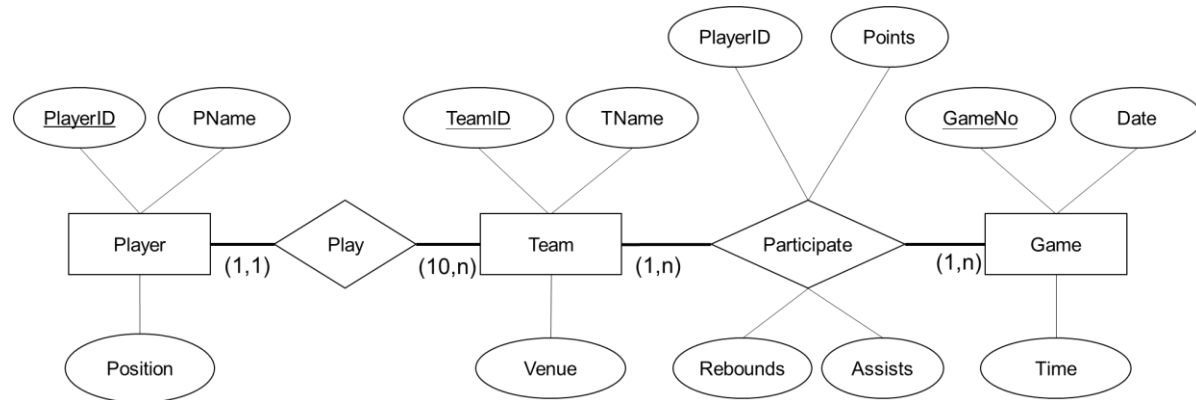 PlayerID
Points
PlayerID
PName
TeamID
TName
GameNo
Date
Player
Play
Team
Participate
Game
(1,1)
(10,n)
(1,n)
(1,n)
Position
Venue
Rebounds
Assists
Time